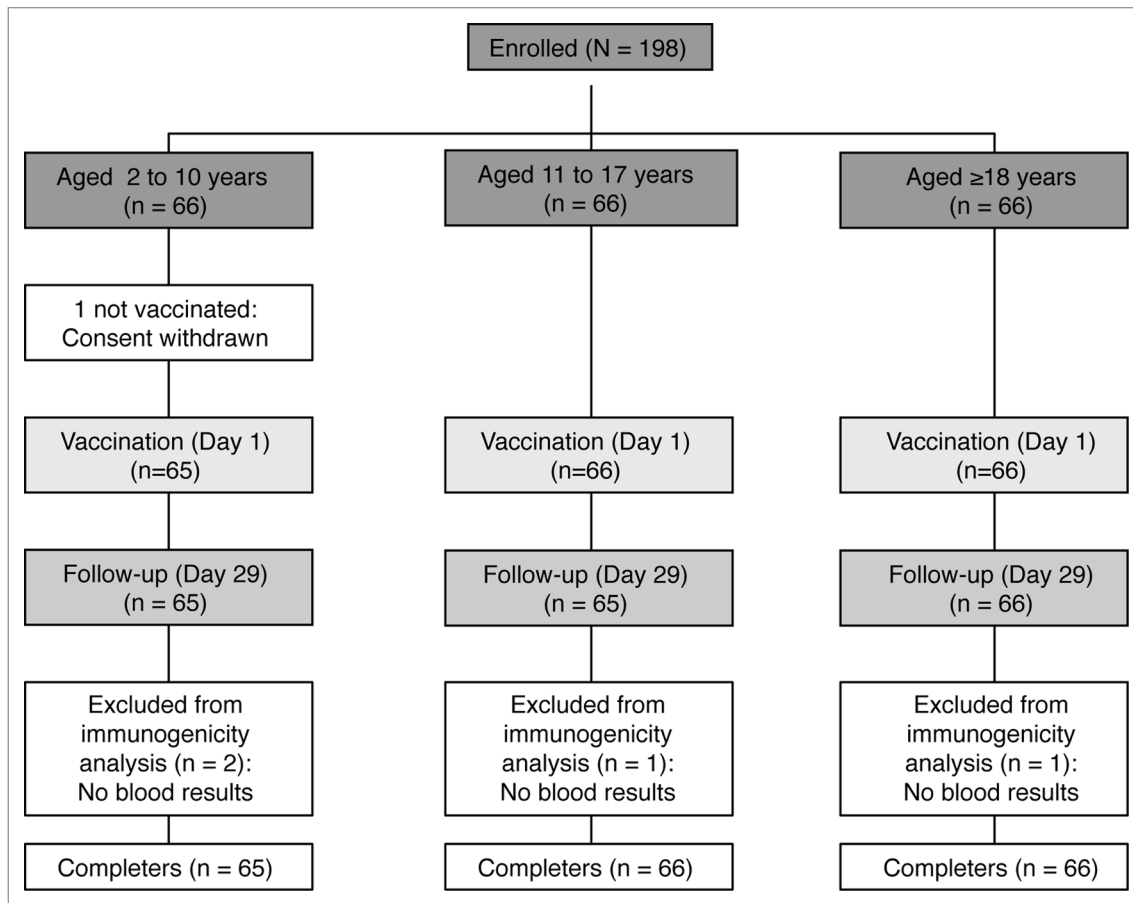 Enrolled (N = 198)
Aged 2 to 10 years
(n = 66)
Aged 11 to 17 years
(n = 66)
Aged ≥18 years
(n = 66)
1 not vaccinated:
Consent withdrawn
Vaccination (Day 1)
(n=65)
Vaccination (Day 1)
(n=66)
Vaccination (Day 1)
(n=66)
Follow-up (Day 29)
(n = 65)
Follow-up (Day 29)
(n = 65)
Follow-up (Day 29)
(n = 66)
Excluded from
immunogenicity
analysis (n = 2):
No blood results
Excluded from
immunogenicity
analysis (n = 1):
No blood results
Excluded from
immunogenicity
analysis (n = 1):
No blood results
Completers (n = 65)
Completers (n = 66)
Completers (n = 66)